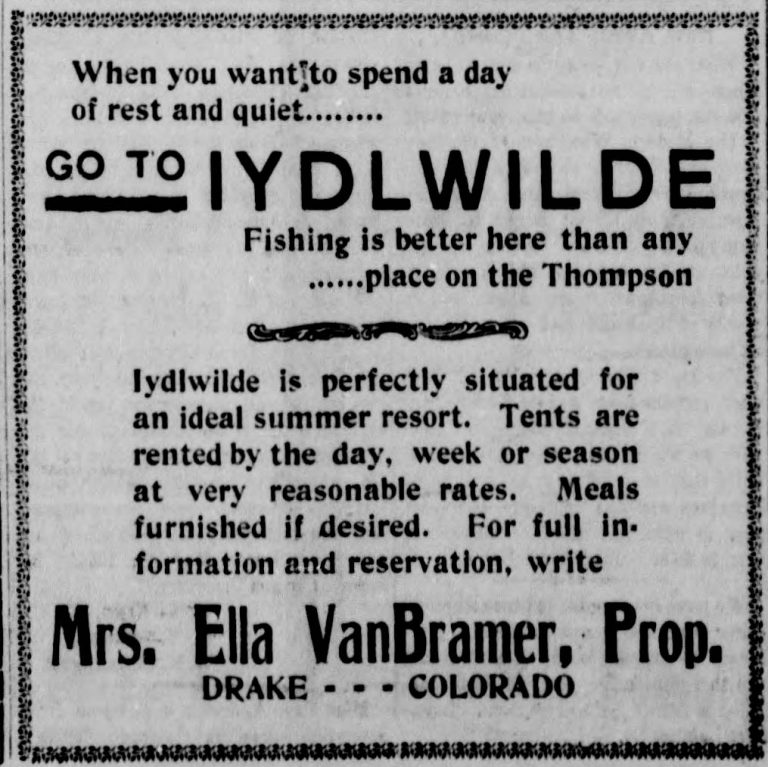 When you want to spend a day
of rest and quiet........
GO TO IYDLWILDE
Fishing is better here than any
......place on the Thompson
Iydlwilde is perfectly situated for
an ideal summer resort. Tents are
rented by the day, week or season
at very reasonable rates. Meals
furnished if desired. For full in-
formation and reservation, write
Mrs. Ella VanBramer, Prop.
DRAKE - - - COLORADO